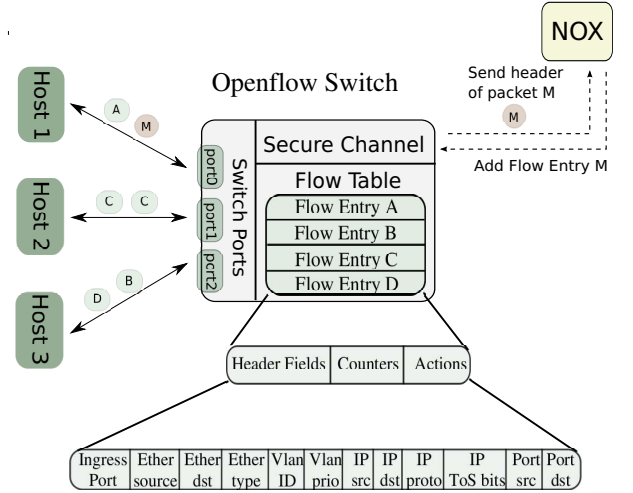 NOX
Openflow Switch
Send header
of packet M
M
Add Flow Entry M
Host 1
A
M
Host 2
C
C
Host 3
D
B
port0
port1
port2
Switch Ports
Secure Channel
Flow Table
Flow Entry A
Flow Entry B
Flow Entry C
Flow Entry D
Header Fields Counters Actions
Ingress Port
Ether source
Ether dst
Ether type
Vlan ID
Vlan prio
IP src
IP dst
IP proto
IP ToS bits
Port src
Port dst